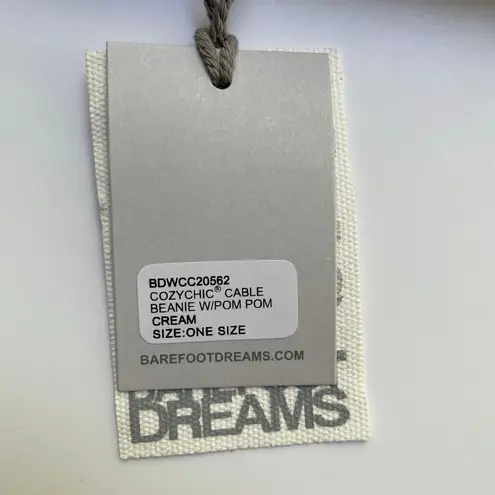 BDWCC20562
COZYCHIC® CABLE
BEANIE W/POM POM
CREAM
SIZE:ONE SIZE
BAREFOOTDREAMS.COM
DREAMS